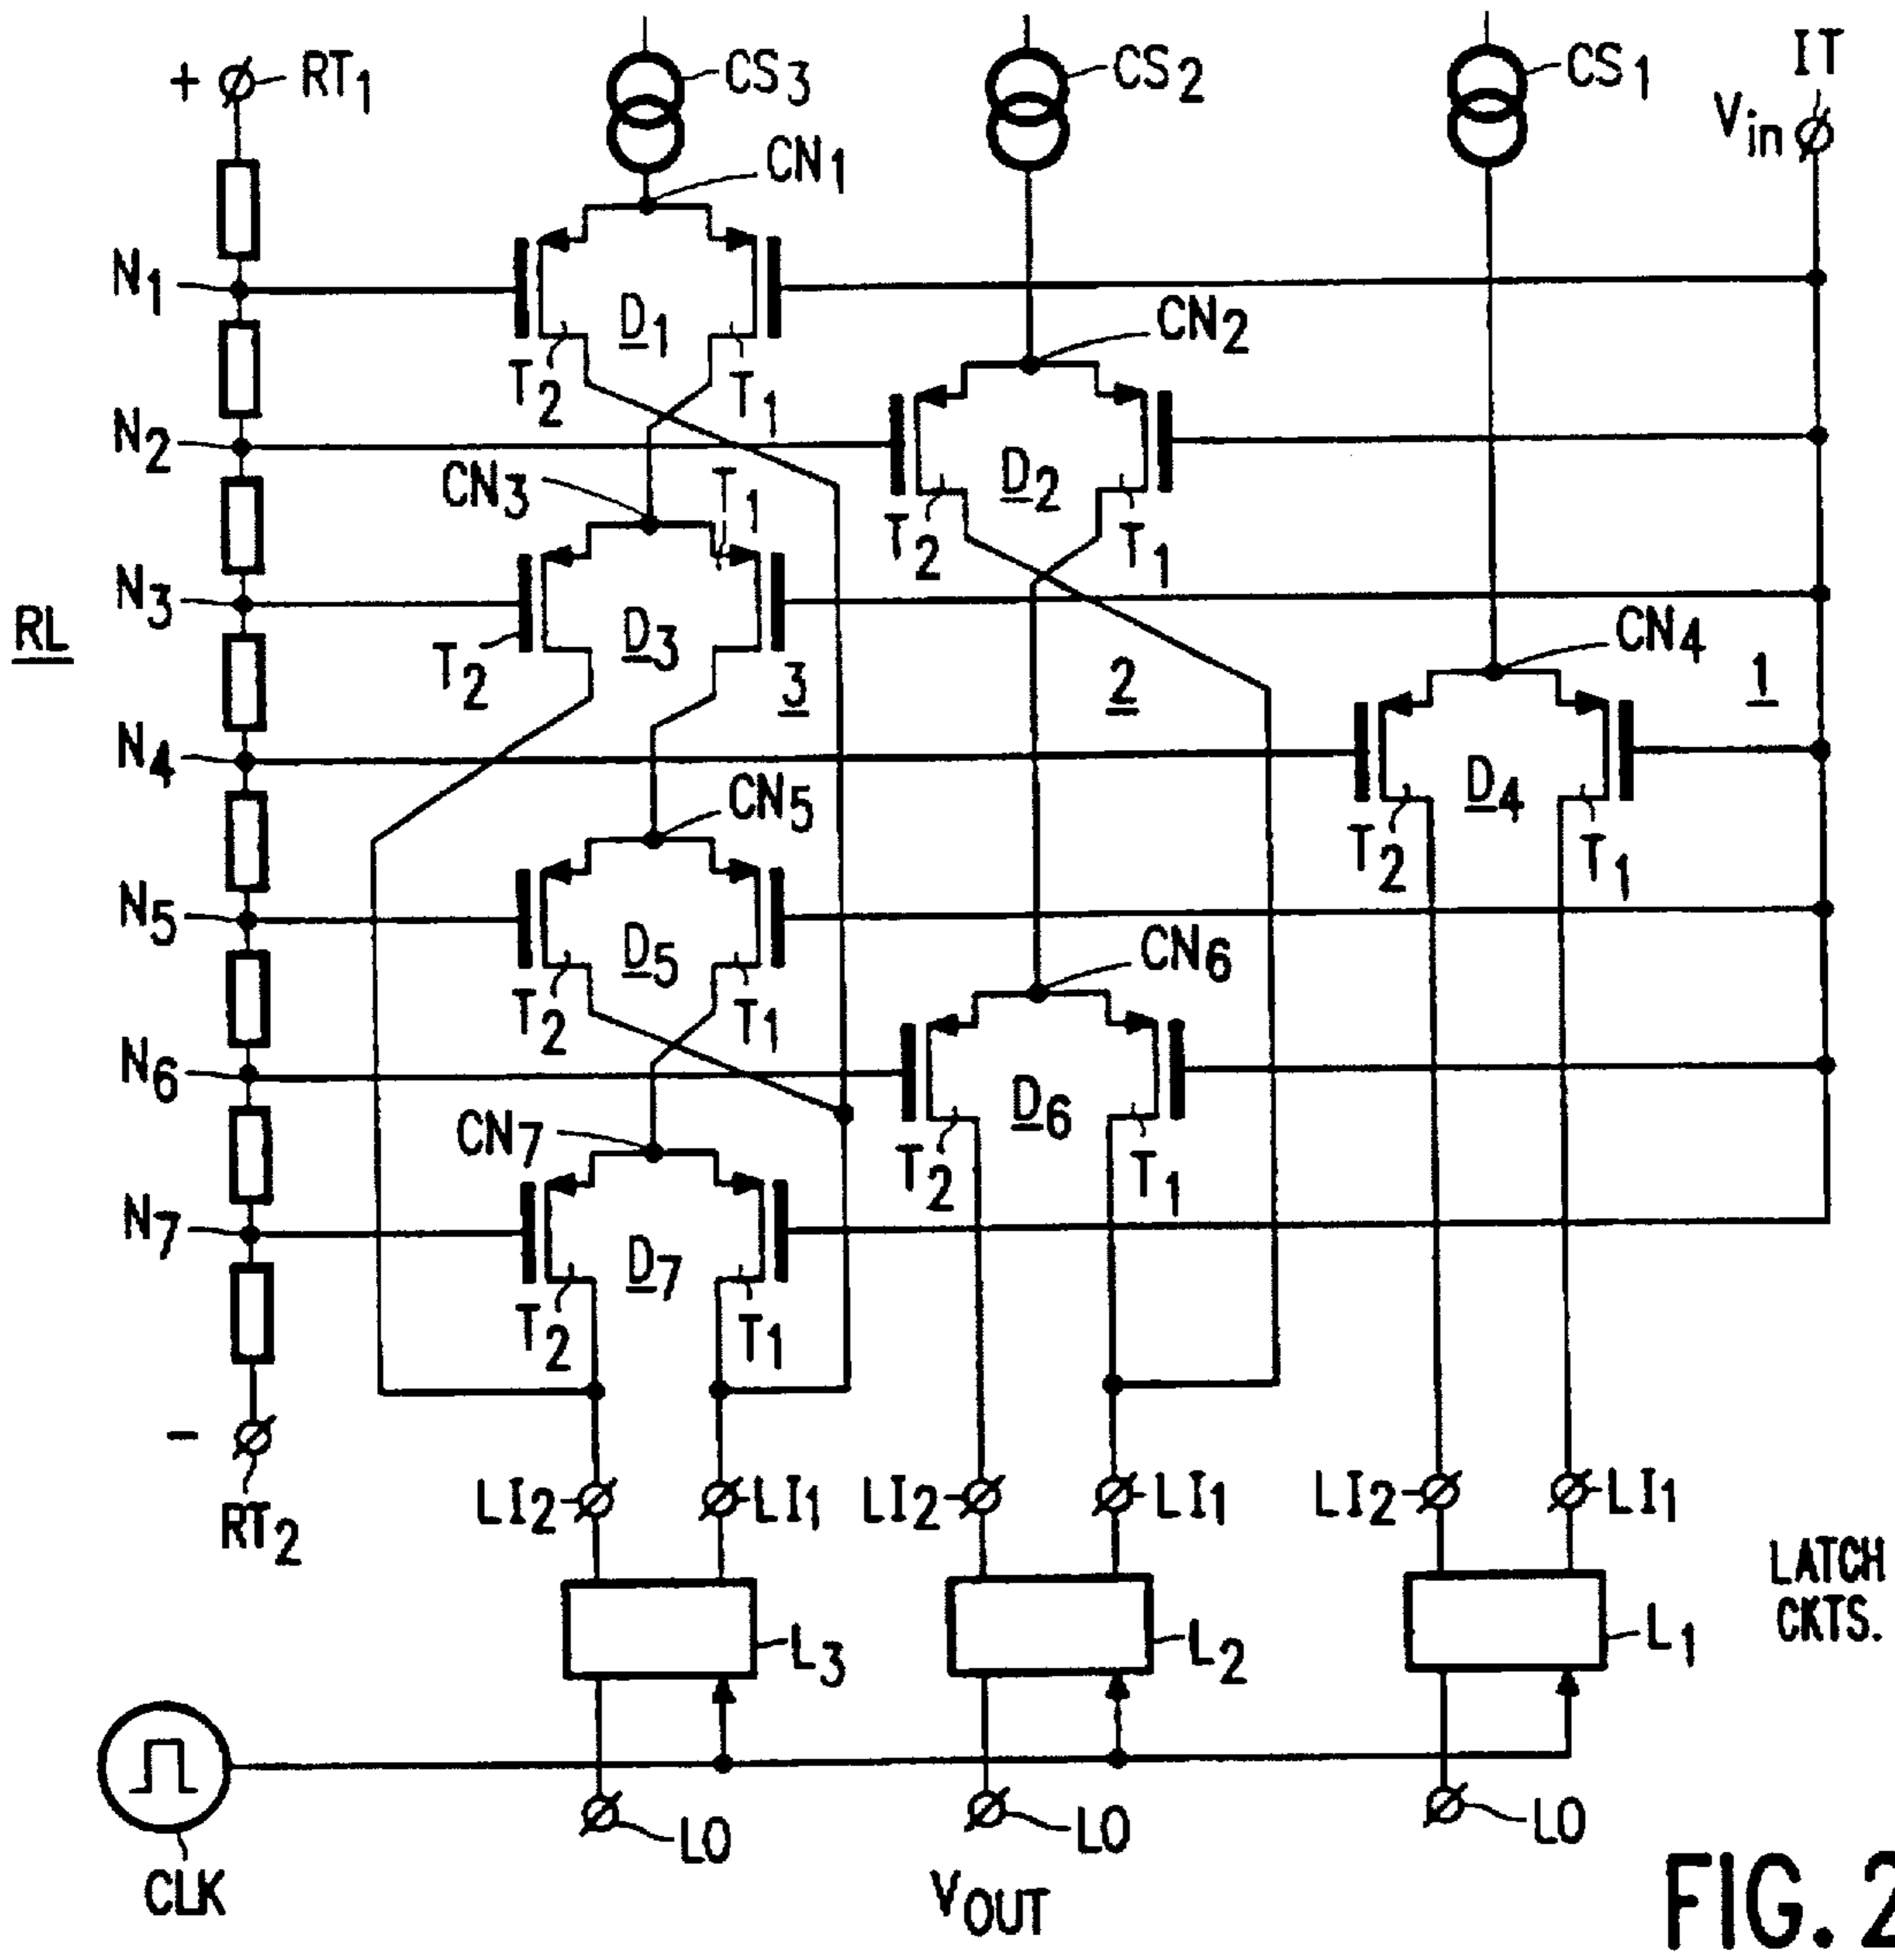 + RT1 CS3 CS2 CS1 IT
Vin
CN1
N1 D1 CN2
T2 T1
N2 CN3 T1 D2
T2 T1
N3 D3 CN4
RL T2 3 2 1
N4 CN5 D4
T2 T1
N5 D5 CN6
T2 T1
N6 CN7 D6
T2 T1
N7 D7
T2 T1
-
RT2 LI2 LI1 LI2 LI1 LI2 LI1
LATCH
CKTS.
L3 L2 L1
LO LO LO
CLK VOUT
FIG. 2